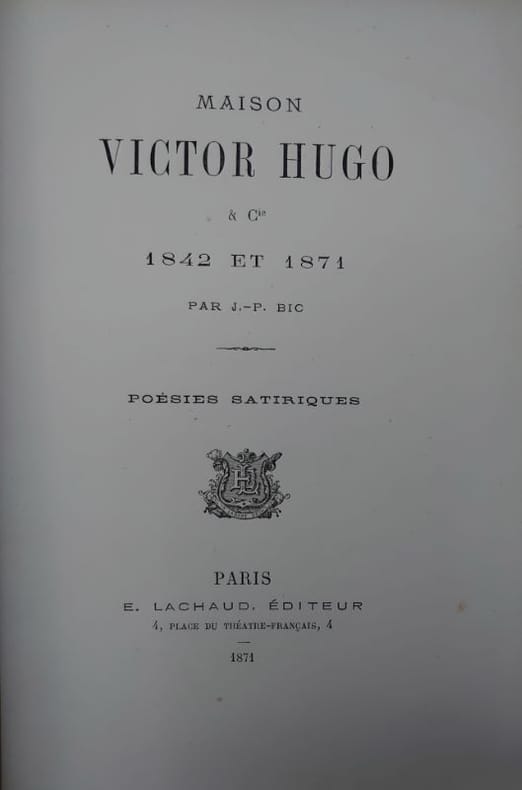 MAISON
VICTOR HUGO
& Cie
1842 ET 1871
PAR J.-P. BIC
POÉSIES SATIRIQUES
PARIS
E. LACHAUD, ÉDITEUR
4, PLACE DU THÉATRE-FRANÇAIS, 4
1871